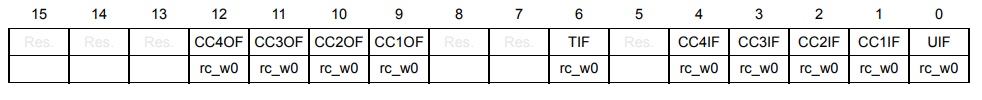 15 14 13 12 11 10 9 8 7 6 5 4 3 2 1 0
Res. Res. Res. CC4OF CC3OF CC2OF CC1OF Res. Res. TIF Res. CC4IF CC3IF CC2IF CC1IF UIF
rc_w0 rc_w0 rc_w0 rc_w0 rc_w0 rc_w0 rc_w0 rc_w0 rc_w0 rc_w0